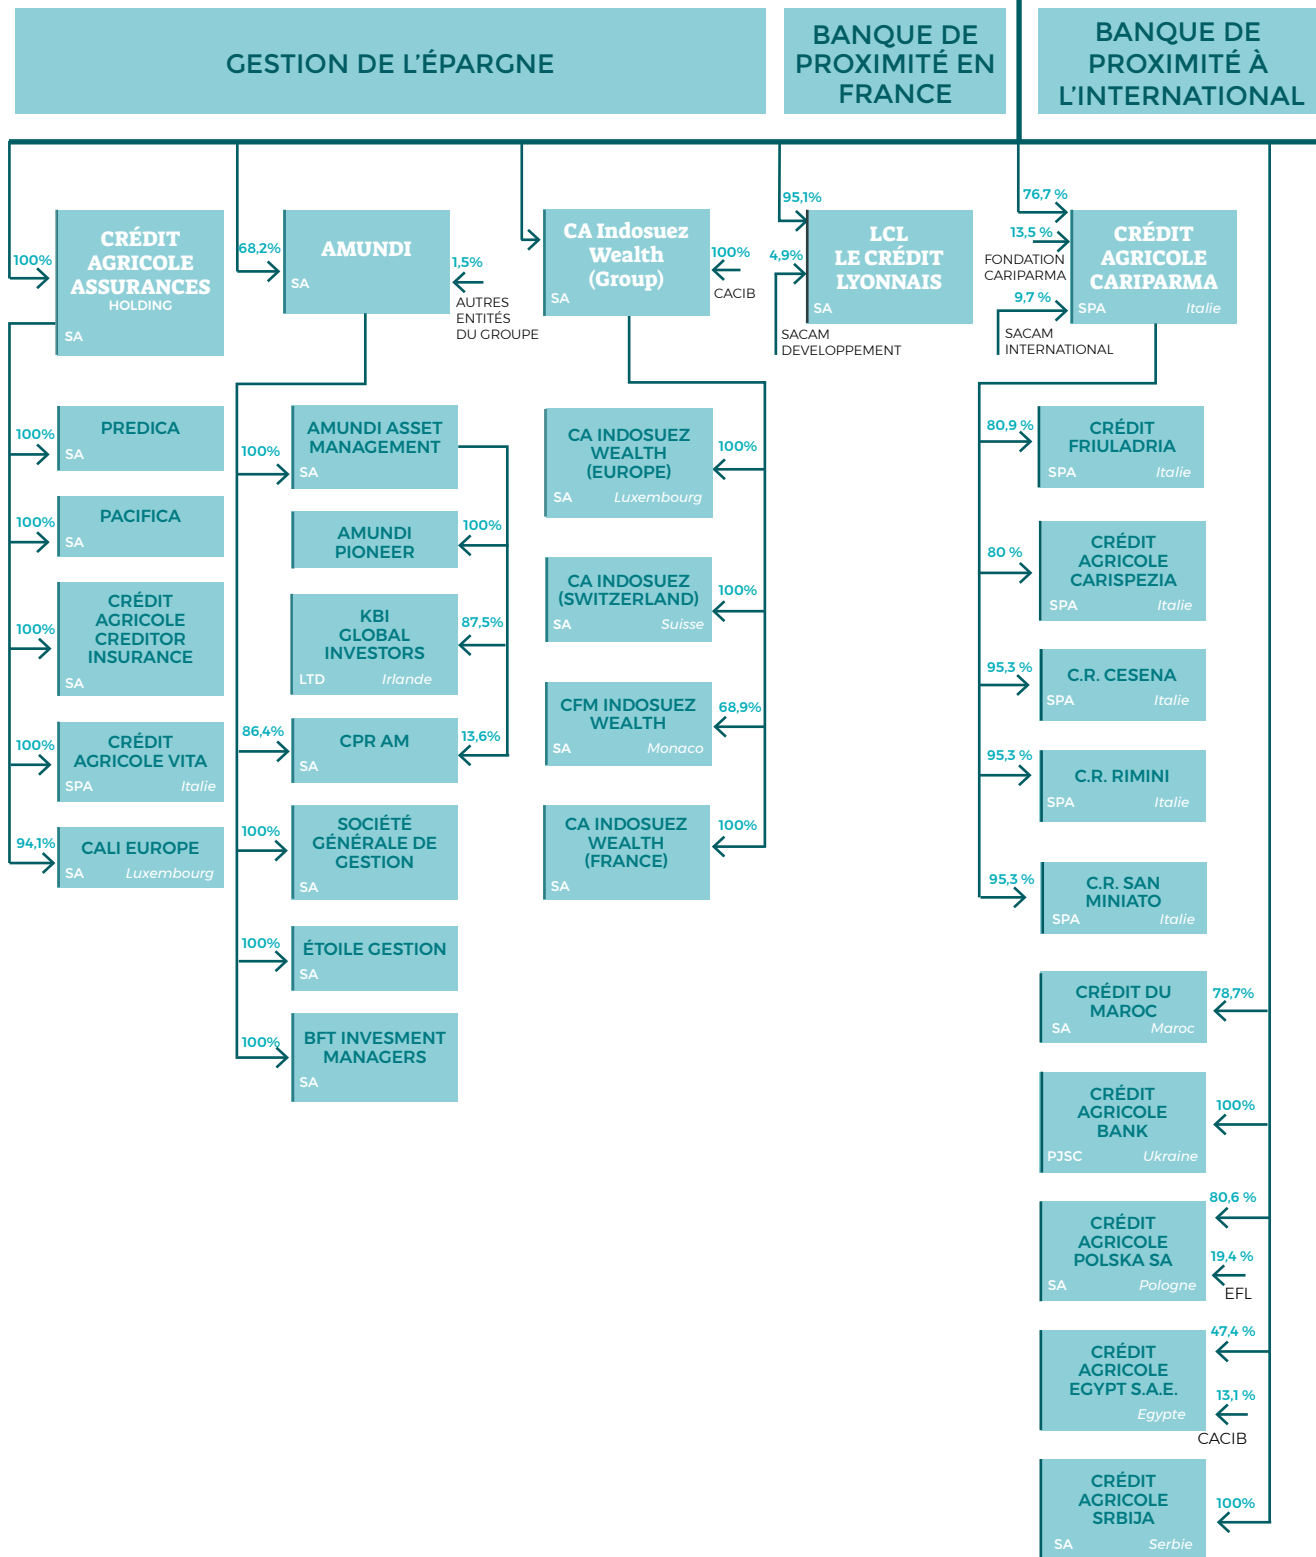 GESTION DE L'ÉPARGNE
BANQUE DE
PROXIMITÉ EN
FRANCE
BANQUE DE
PROXIMITÉ À
L'INTERNATIONAL
100%
CRÉDIT
AGRICOLE
ASSURANCES
HOLDING
SA
100%
PREDICA
SA
100%
PACIFICA
SA
100%
CRÉDIT
AGRICOLE
CREDITOR
INSURANCE
SA
100%
CRÉDIT
AGRICOLE VITA
SPA Italie
94,1%
CALI EUROPE
SA Luxembourg
68,2%
AMUNDI
SA
1,5%
AUTRES
ENTITÉS
DU GROUPE
100%
AMUNDI ASSET
MANAGEMENT
SA
AMUNDI
PIONEER
100%
KBI
GLOBAL
INVESTORS
LTD Irlande
87,5%
86,4%
CPR AM
SA
13,6%
100%
SOCIÉTÉ
GÉNÉRALE DE
GESTION
SA
100%
ÉTOILE GESTION
SA
100%
BFT INVESMENT
MANAGERS
SA
CA Indosuez
Wealth
(Group)
SA
100%
CACIB
CA INDOSUEZ
WEALTH
(EUROPE)
SA Luxembourg
100%
CA INDOSUEZ
(SWITZERLAND)
SA Suisse
100%
CFM INDOSUEZ
WEALTH
SA Monaco
68,9%
CA INDOSUEZ
WEALTH
(FRANCE)
SA
100%
95,1%
4,9%
LCL
LE CRÉDIT
LYONNAIS
SA
SACAM
DEVELOPPEMENT
76,7 %
13,5 %
FONDATION
CARIPARMA
9,7 %
SACAM
INTERNATIONAL
CRÉDIT
AGRICOLE
CARIPARMA
SPA Italie
80,9 %
CRÉDIT
FRIULADRIA
SPA Italie
80 %
CRÉDIT
AGRICOLE
CARISPEZIA
SPA Italie
95,3 %
C.R. CESENA
SPA Italie
95,3 %
C.R. RIMINI
SPA Italie
95,3 %
C.R. SAN
MINIATO
SPA Italie
CRÉDIT DU
MAROC
SA Maroc
78,7%
CRÉDIT
AGRICOLE
BANK
PJSC Ukraine
100%
CRÉDIT
AGRICOLE
POLSKA SA
SA Pologne
80,6 %
19,4 %
EFL
CRÉDIT
AGRICOLE
EGYPT S.A.E.
Egypte
47,4 %
13,1 %
CACIB
CRÉDIT
AGRICOLE
SRBIJA
SA Serbie
100%